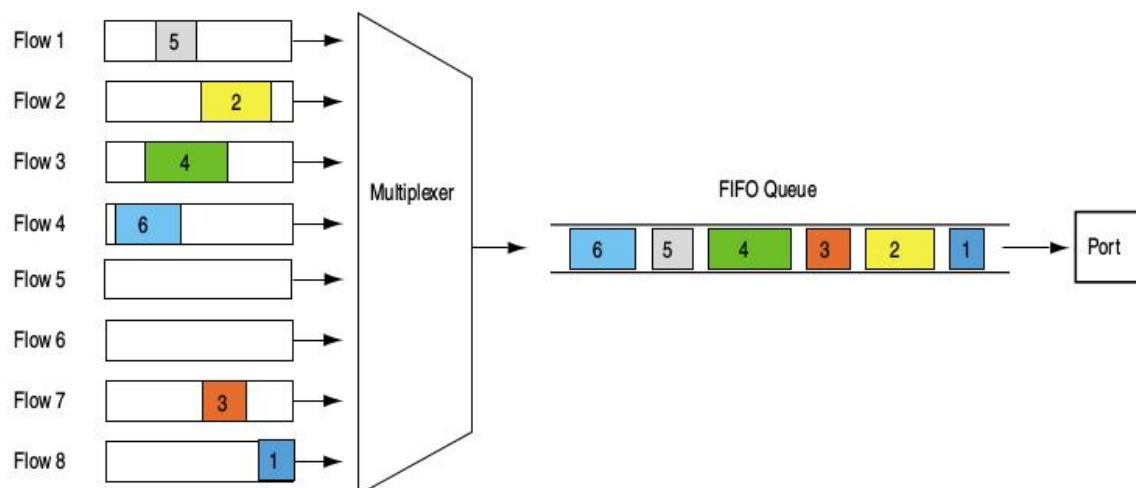 Flow 1
5
Flow 2
2
Flow 3
4
Flow 4
6
Flow 5
Flow 6
Flow 7
3
Flow 8
1
Multiplexer
FIFO Queue
6 5 4 3 2 1
Port